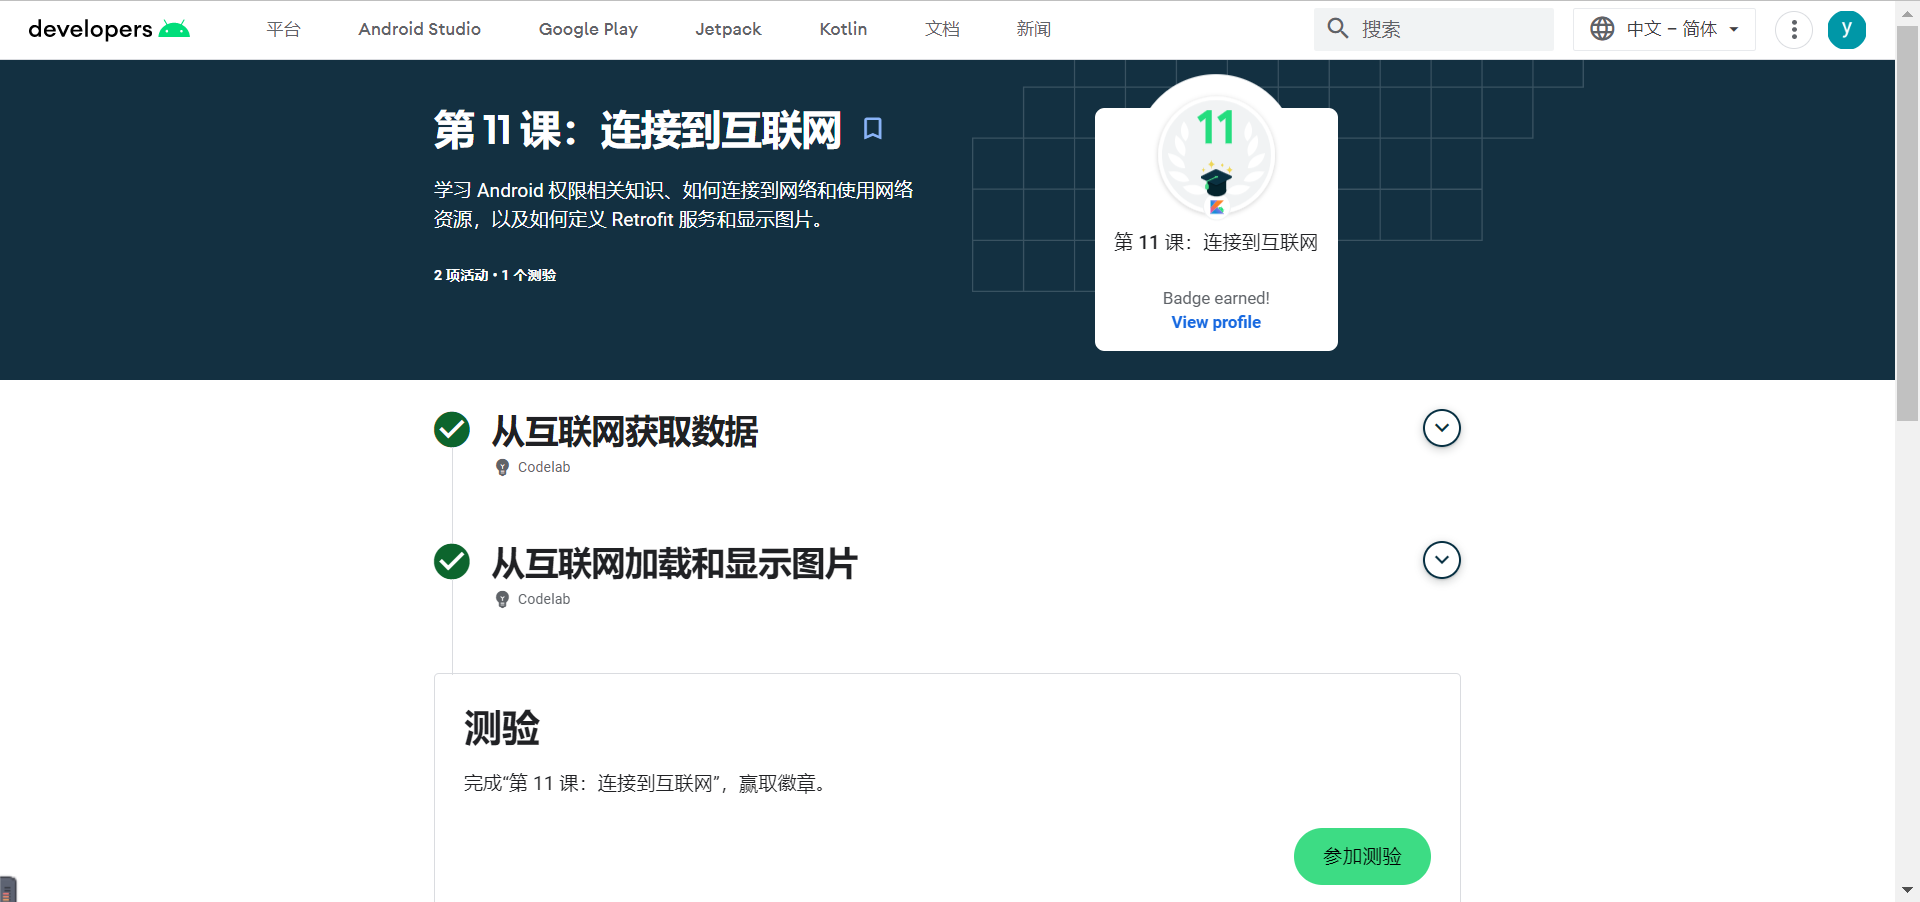 developers
平台
Android Studio
Google Play
Jetpack
Kotlin
文档
新闻
搜索
中文 – 简体
y
第 11 课：连接到互联网
学习 Android 权限相关知识、如何连接到网络和使用网络
资源，以及如何定义 Retrofit 服务和显示图片。
2 项活动 • 1 个测验
11
第 11 课：连接到互联网
Badge earned!
View profile
从互联网获取数据
Codelab
从互联网加载和显示图片
Codelab
测验
完成“第 11 课：连接到互联网”，赢取徽章。
参加测验